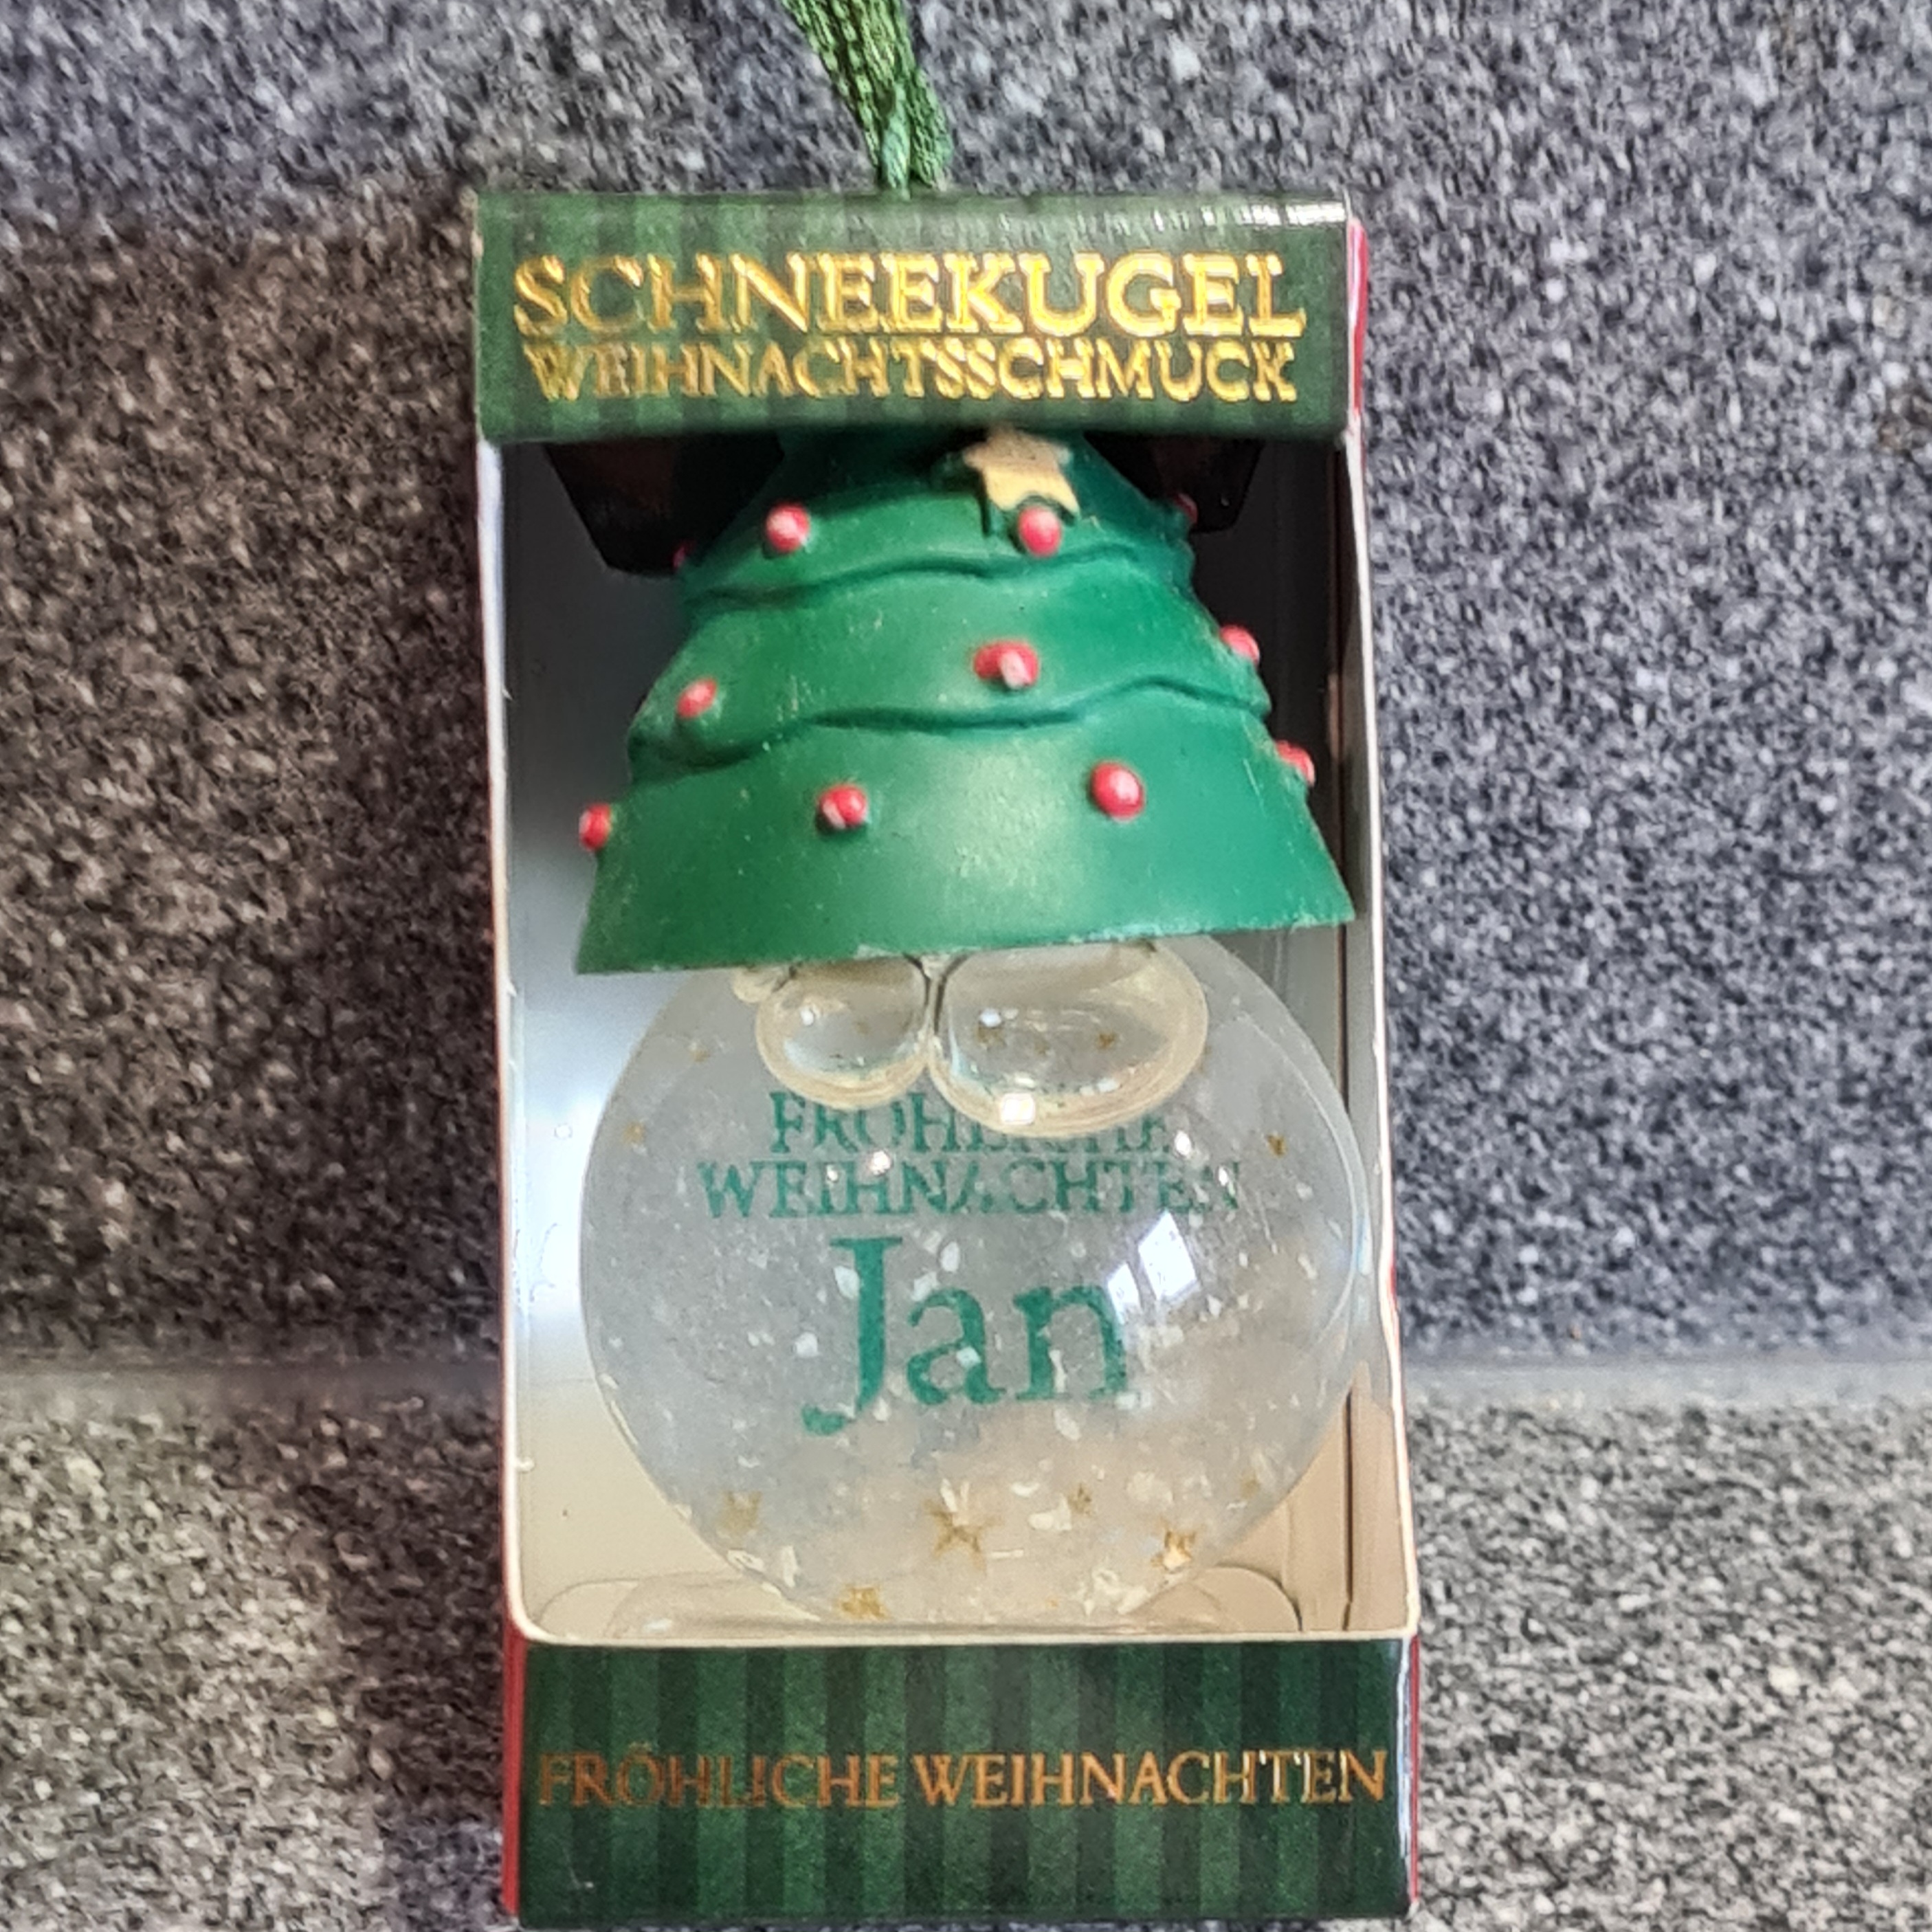 SCHNEEKUGEL
WEIHNACHTSSCHMUCK
FRÖHLICHE
WEIHNACHTEN
Jan
FRÖHLICHE WEIHNACHTEN